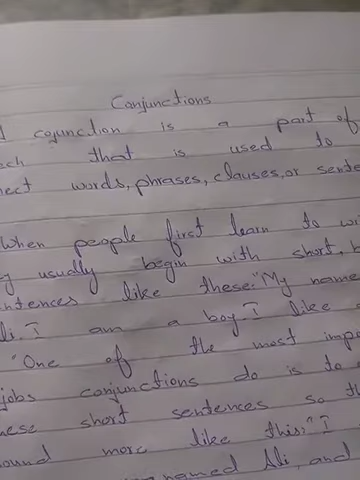 Conjunctions
cojunction is a part of
that is used to
words, phrases, clauses, or
When people first learn to
usually begin with short,
like these: "My name
I am a boy. I like
"One of the most
jobs conjunctions do is to
short sentences so
more like this: "I
named Ali, and